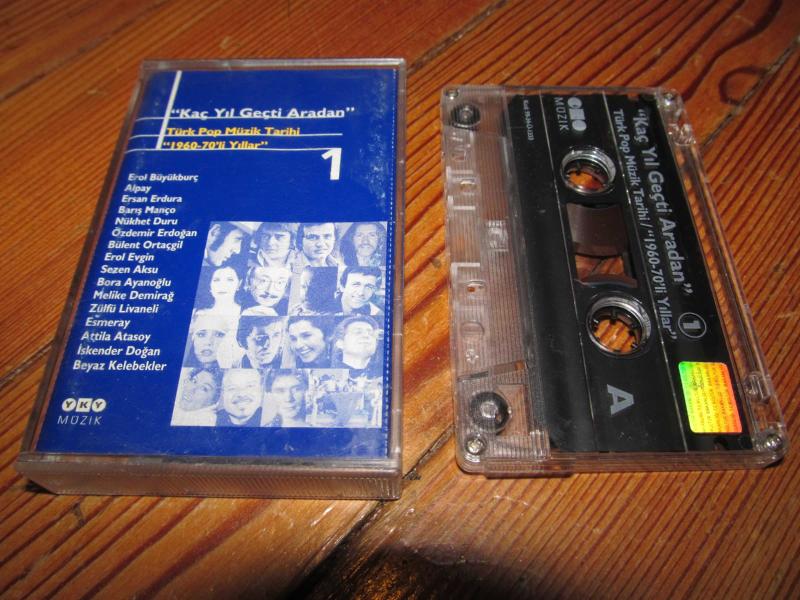 "Kaç Yıl Geçti Aradan"
Türk Pop Müzik Tarihi
"1960-70'li Yıllar"
1
Erol Büyükburç
Alpay
Ersan Erdura
Barış Manço
Nükhet Duru
Özdemir Erdoğan
Bülent Ortaçgil
Erol Evgin
Sezen Aksu
Bora Ayanoğlu
Melike Demirağ
Zülfü Livaneli
Esmeray
Attila Atasoy
İskender Doğan
Beyaz Kelebekler
YKY
MÜZİK
MÜZİK
"Kaç Yıl Geçti Aradan"
1
Türk Pop Müzik Tarihi / "1960-70'li Yıllar"
A